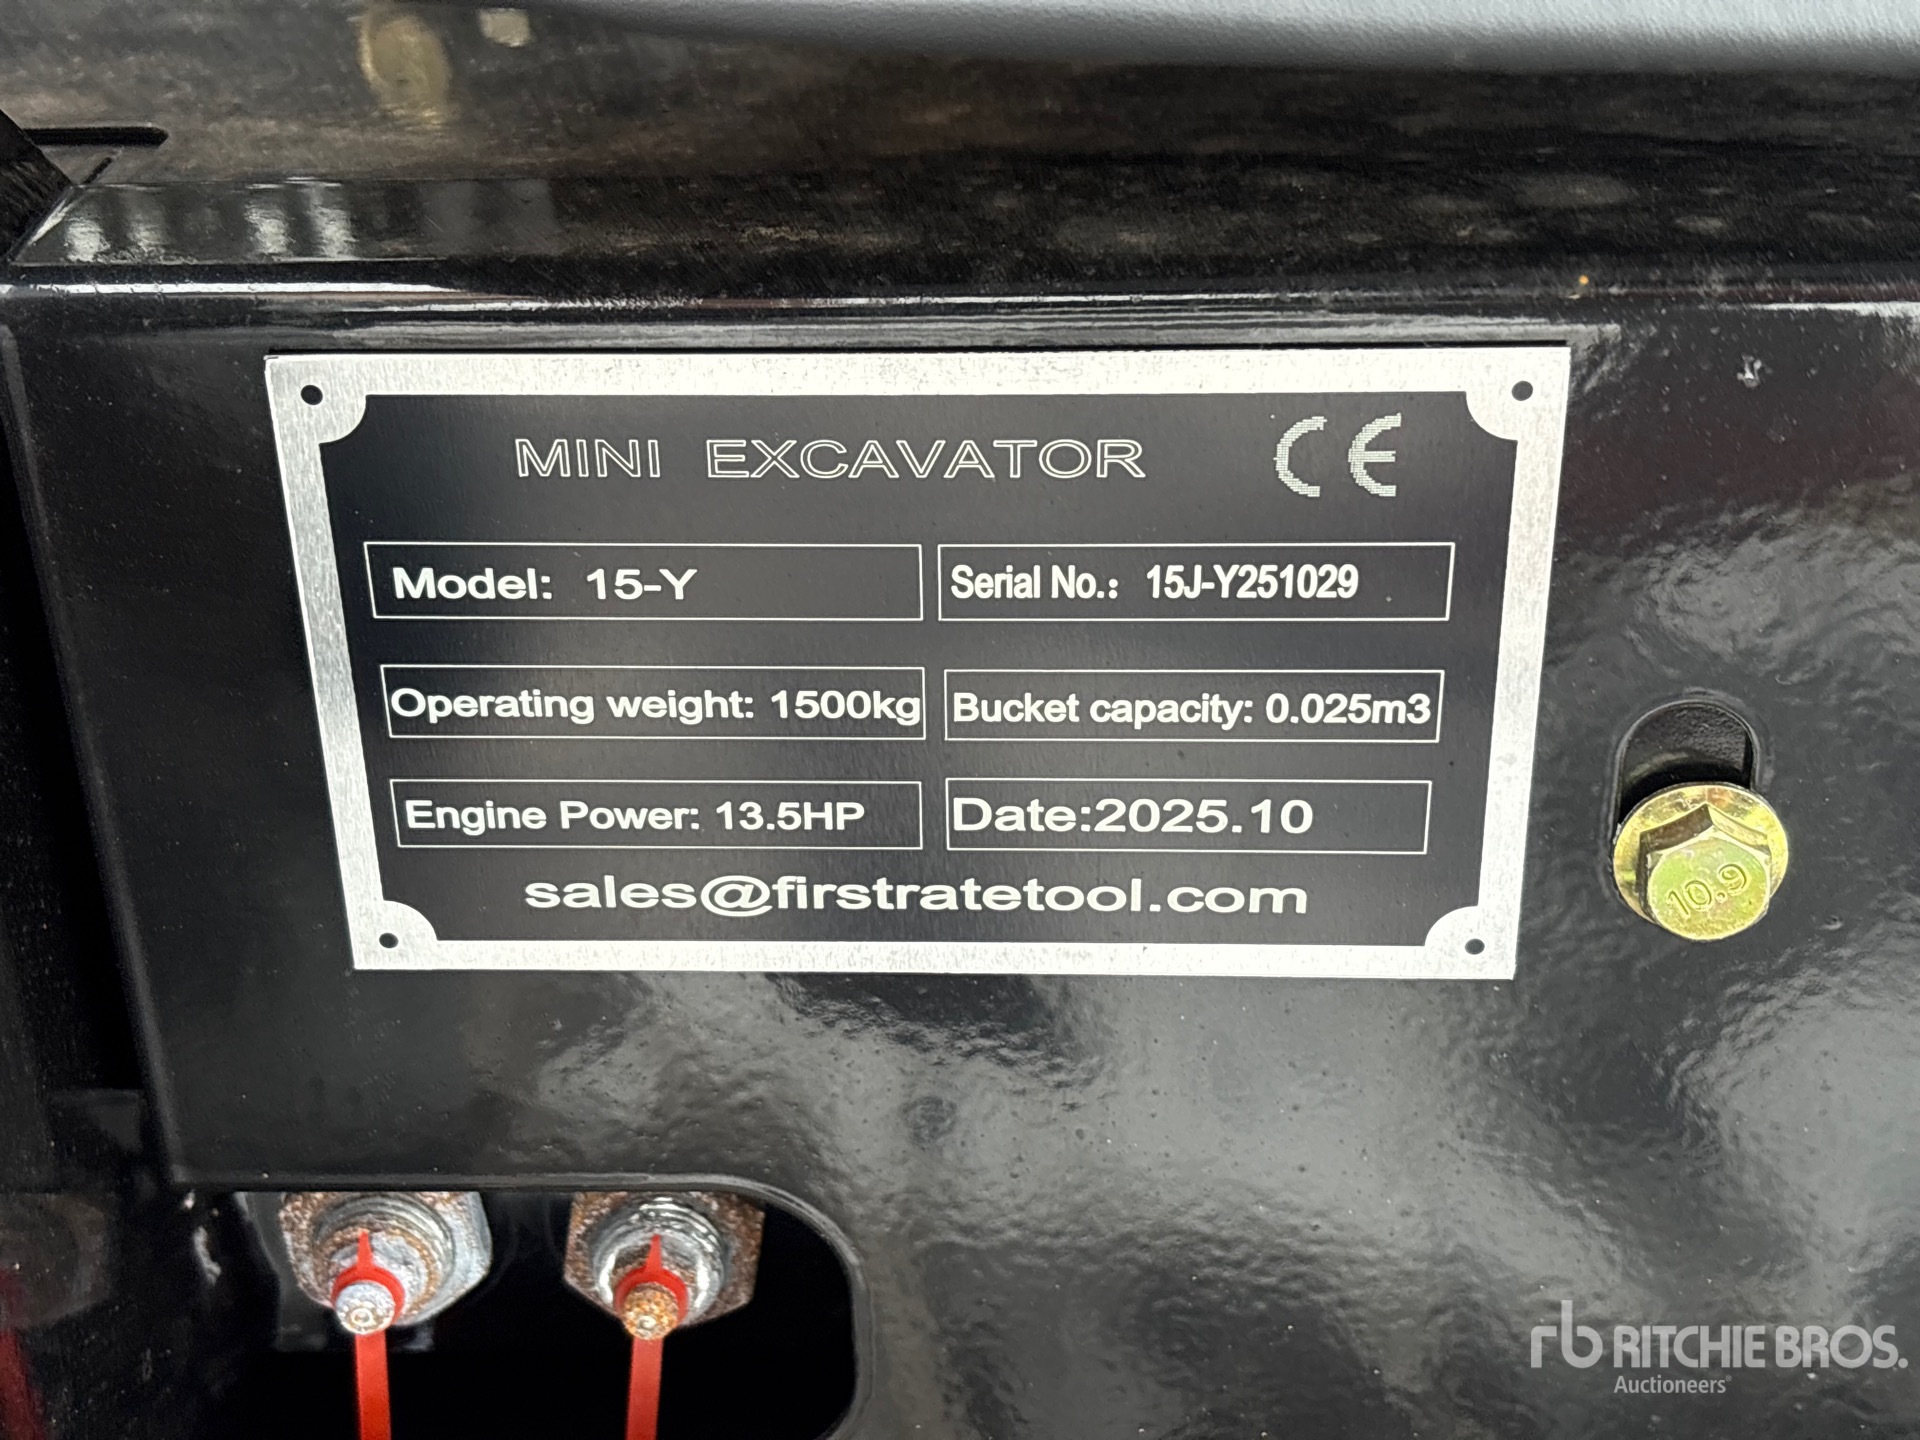 MINI EXCAVATOR CE
Model: 15-Y
Serial No.: 15J-Y251029
Operating weight: 1500kg
Bucket capacity: 0.025m3
Engine Power: 13.5HP
Date:2025.10
sales@firstratetool.com
10.9
rb RITCHIE BROS.
Auctioneers